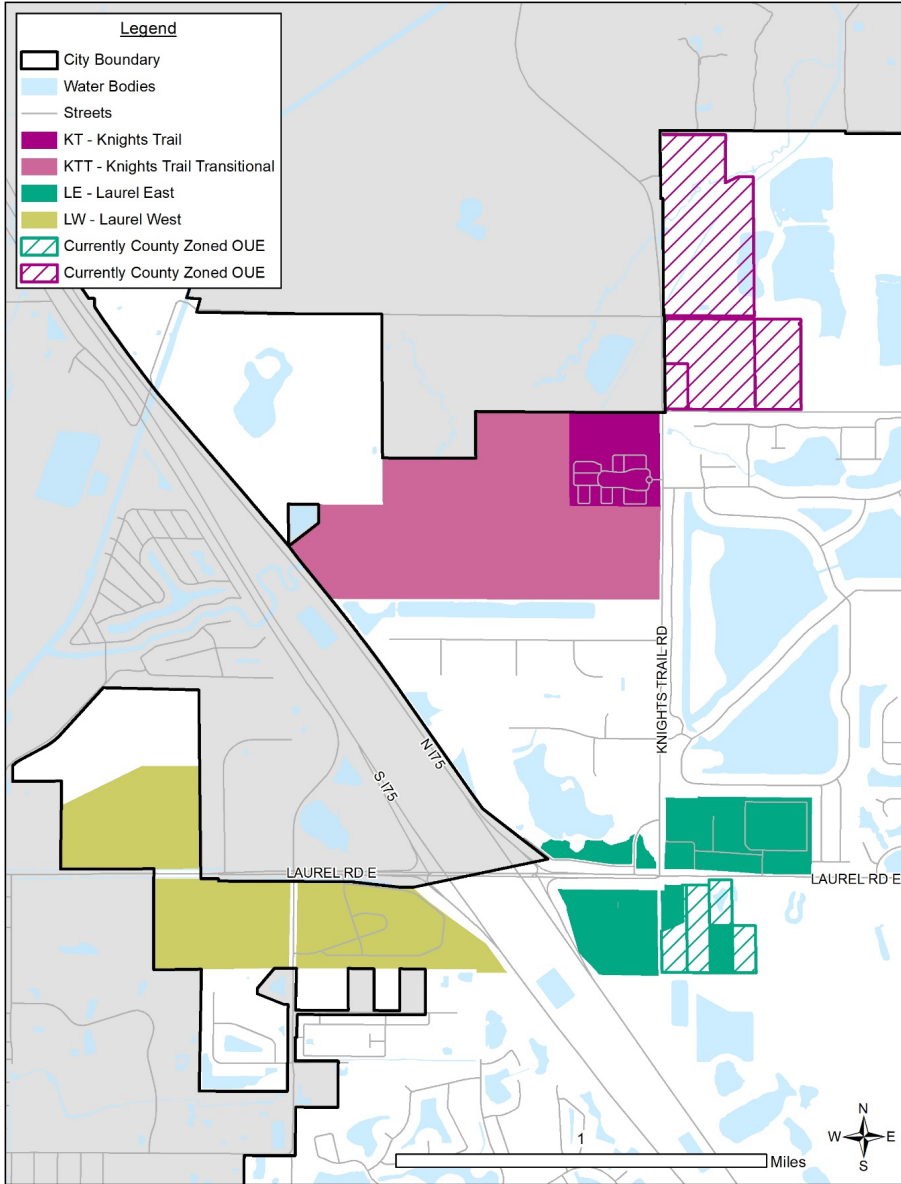 Legend
City Boundary
Water Bodies
Streets
KT - Knights Trail
KTT - Knights Trail Transitional
LE - Laurel East
LW - Laurel West
Currently County Zoned OUE
Currently County Zoned OUE
KNIGHTS TRAIL RD
N I75
S I75
LAUREL RD E
LAUREL RD E
N
W E
S
1
Miles